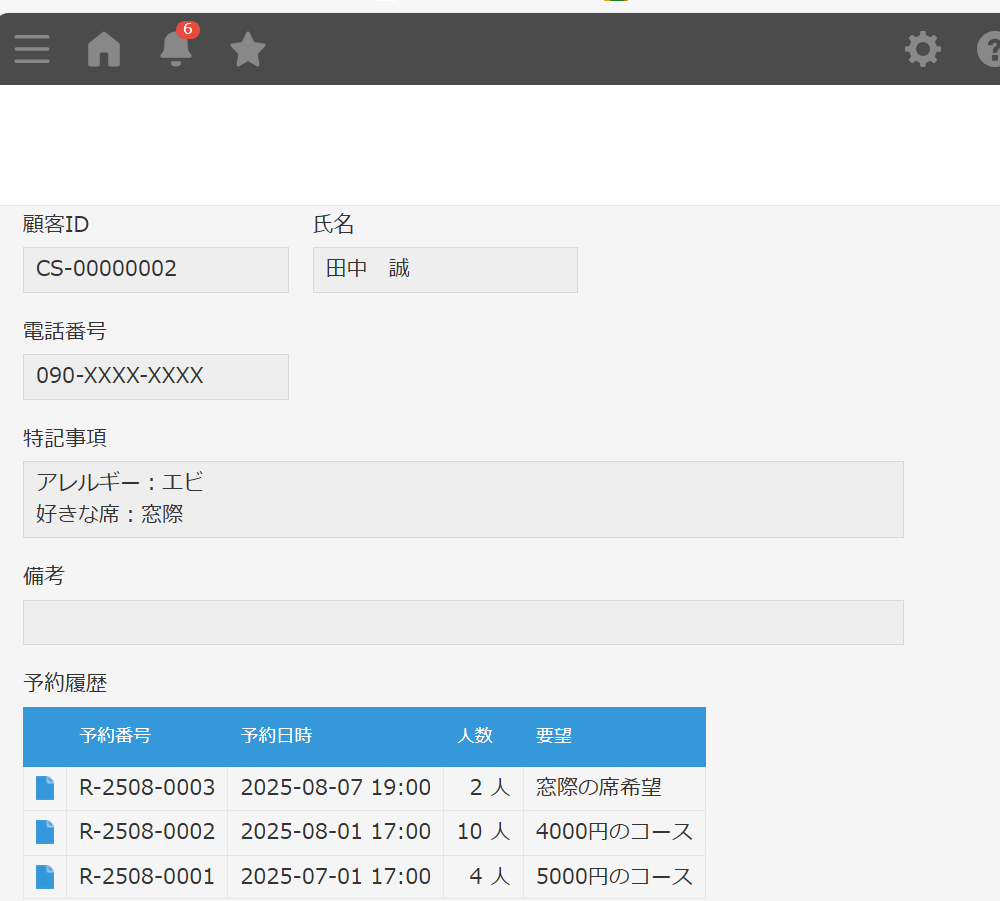 6
顧客ID 氏名
CS-00000002 田中　誠
電話番号
090-XXXX-XXXX
特記事項
アレルギー：エビ
好きな席：窓際
備考
予約履歴
予約番号 予約日時 人数 要望
R-2508-0003 2025-08-07 19:00 2 人 窓際の席希望
R-2508-0002 2025-08-01 17:00 10 人 4000円のコース
R-2508-0001 2025-07-01 17:00 4 人 5000円のコース